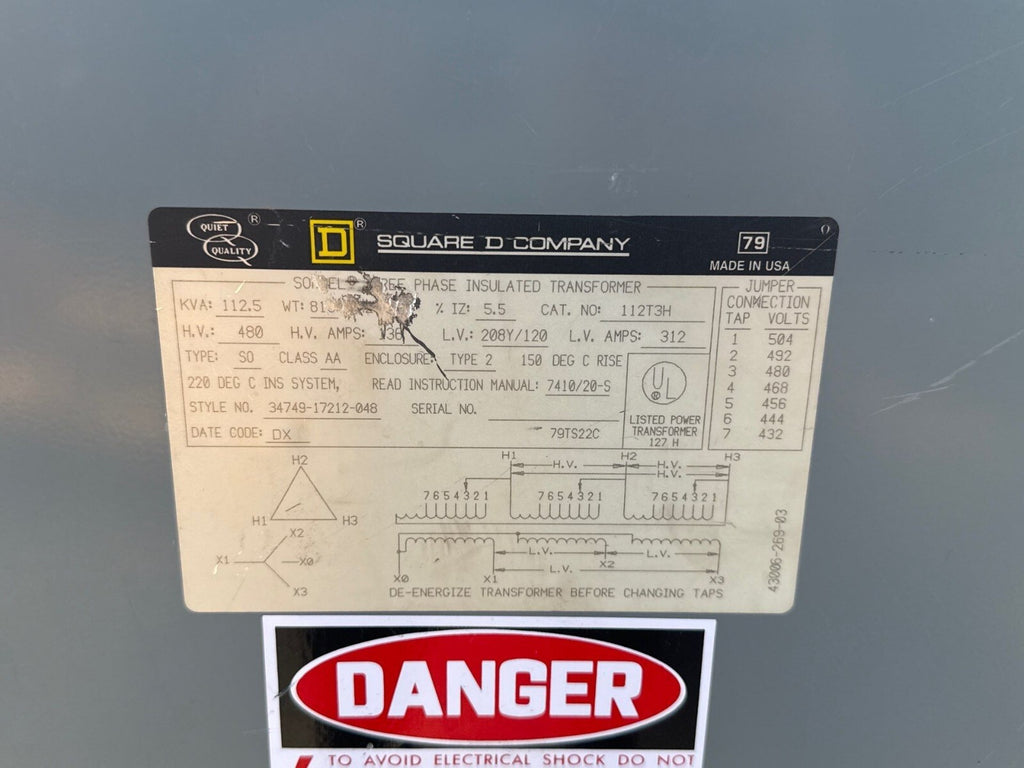 QUIET QUALITY ®
D ®
SQUARE D COMPANY
79
MADE IN USA
PHASE INSULATED TRANSFORMER
KVA: 112.5 WT: % IZ: 5.5 CAT. NO: 112T3H
H.V.: 480 H.V. AMPS: L.V.: 208Y/120 L.V. AMPS: 312
TYPE: SO CLASS AA ENCLOSURE: TYPE 2 150 DEG C RISE
220 DEG C INS SYSTEM, READ INSTRUCTION MANUAL: 7410/20-S
STYLE NO. 34749-17212-048 SERIAL NO.
DATE CODE: DX 79TS22C
UL ®
LISTED POWER
TRANSFORMER
127 H
JUMPER
CONNECTION
TAP VOLTS
1 504
2 492
3 480
4 468
5 456
6 444
7 432
H2
H1 H3
X2
X1 X0
X3
H1 H2 H3
H.V. H.V.
H.V.
7654321 7654321 7654321
L.V. L.V.
X2
L.V.
X0 X1 X3
DE-ENERGIZE TRANSFORMER BEFORE CHANGING TAPS
43006-269-03
DANGER
TO AVOID ELECTRICAL SHOCK DO NOT